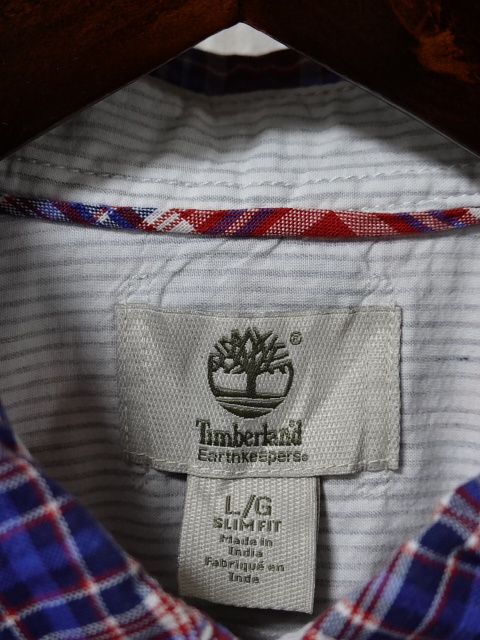 ®
Timberland®
Earthkeepers®
L/G
SLIM FIT
Made in
India
Fabriqué en
Inde